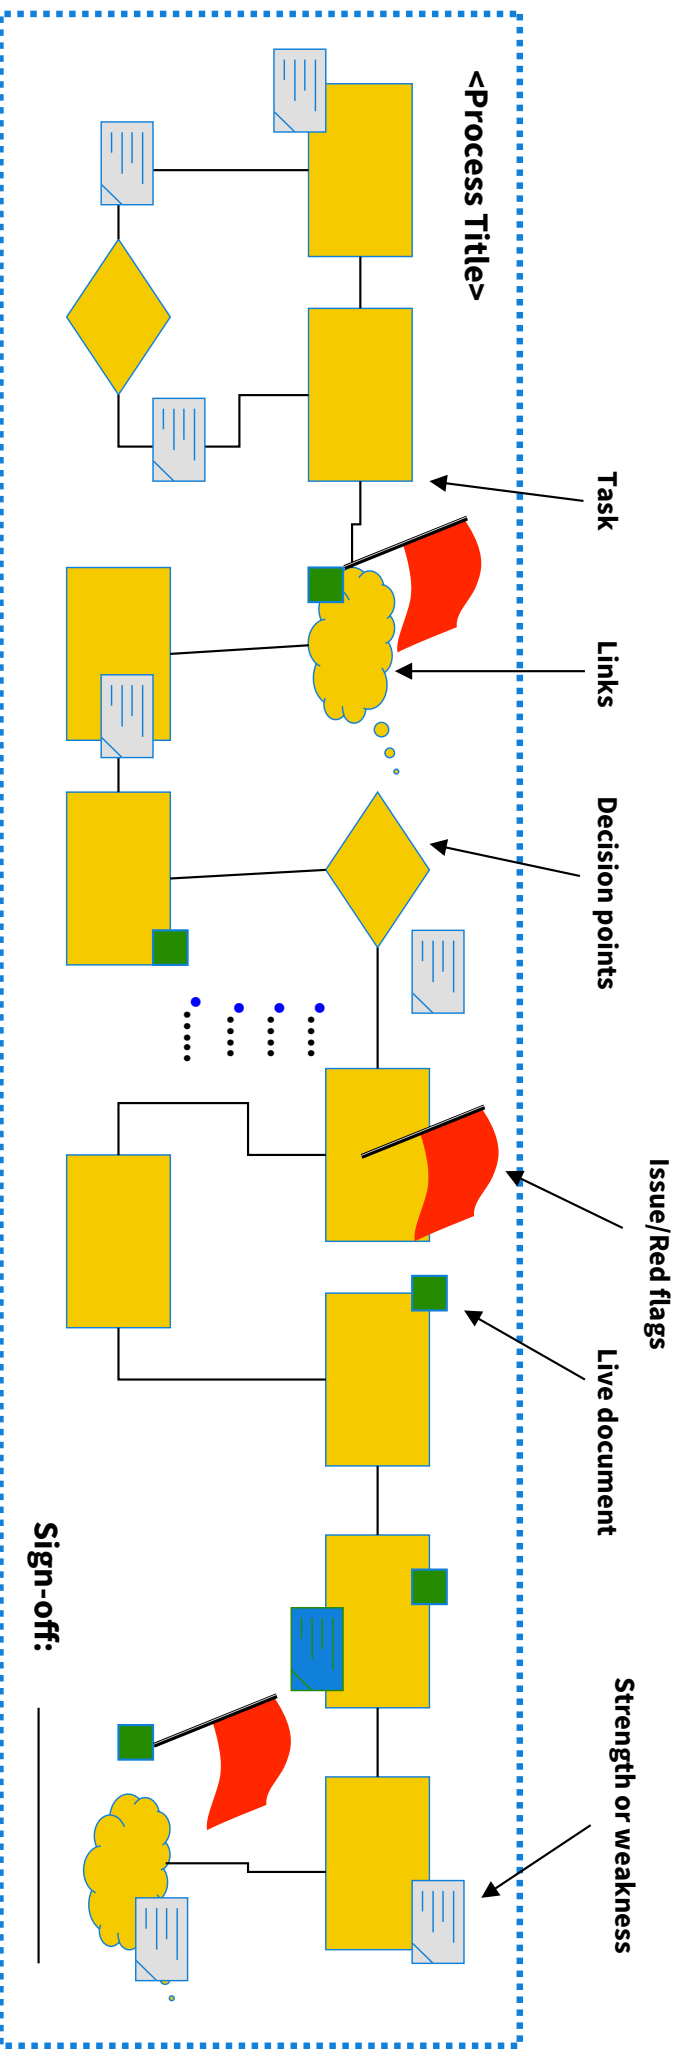 Task
Links
Decision points
Issue/Red flags
Live document
Strength or weakness
<Process Title>
Sign-off: